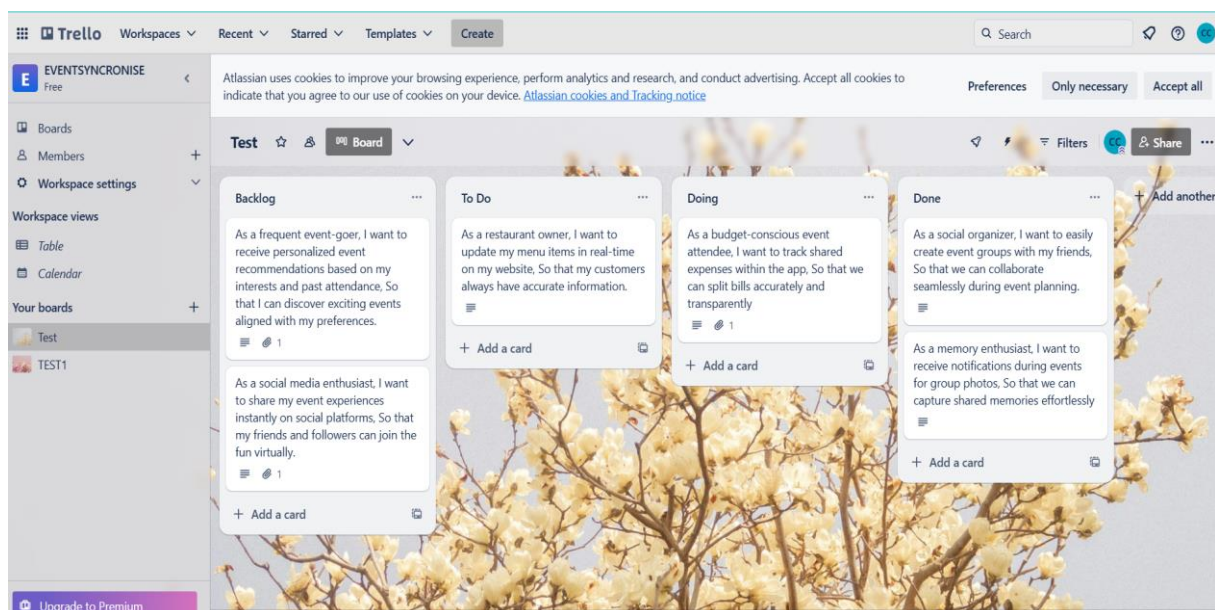 Trello Workspaces Recent Starred Templates Create Search CC
E EVENTSYNCRONISE
Free
Atlassian uses cookies to improve your browsing experience, perform analytics and research, and conduct advertising. Accept all cookies to
indicate that you agree to our use of cookies on your device. Atlassian cookies and Tracking notice
Preferences Only necessary Accept all
Boards
Members
Workspace settings
Workspace views
Table
Calendar
Your boards
Test
TEST1
Upgrade to Premium
Test Board Filters CC Share
Backlog
As a frequent event-goer, I want to
receive personalized event
recommendations based on my
interests and past attendance, So
that I can discover exciting events
aligned with my preferences.
1
As a social media enthusiast, I want
to share my event experiences
instantly on social platforms, So that
my friends and followers can join the
fun virtually.
1
+ Add a card
To Do
As a restaurant owner, I want to
update my menu items in real-time
on my website, So that my customers
always have accurate information.
+ Add a card
Doing
As a budget-conscious event
attendee, I want to track shared
expenses within the app, So that we
can split bills accurately and
transparently
1
+ Add a card
Done
As a social organizer, I want to easily
create event groups with my friends,
So that we can collaborate
seamlessly during event planning.
As a memory enthusiast, I want to
receive notifications during events
for group photos, So that we can
capture shared memories effortlessly
+ Add a card
+ Add another